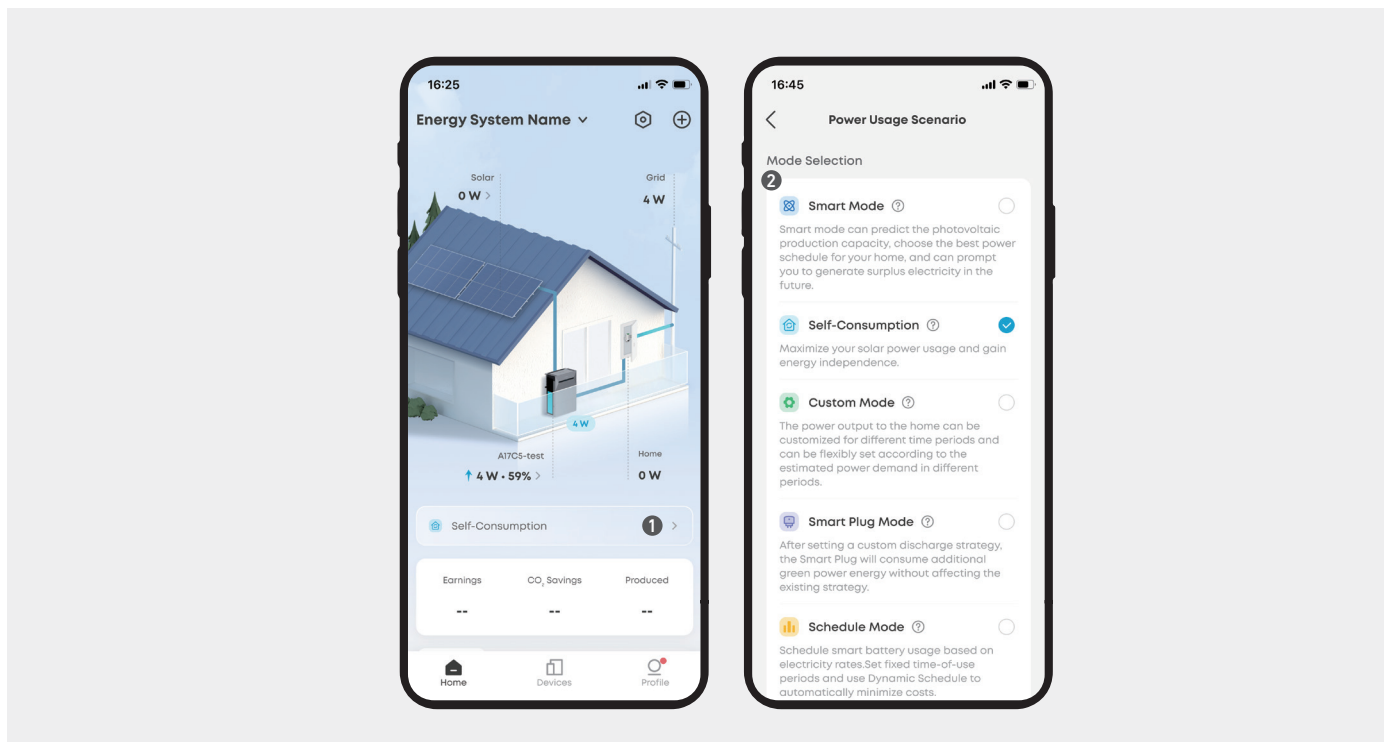 16:25
Energy System Name
Solar
0 W >
Grid
4 W
4 W
A17C5-test
↑ 4 W • 59% >
Home
0 W
Self-Consumption
1 >
Earnings
CO₂ Savings
Produced
--
--
--
Home
Devices
Profile
16:45
Power Usage Scenario
Mode Selection
2
Smart Mode ?
Smart mode can predict the photovoltaic
production capacity, choose the best power
schedule for your home, and can prompt
you to generate surplus electricity in the
future.
Self-Consumption ?
Maximize your solar power usage and gain
energy independence.
Custom Mode ?
The power output to the home can be
customized for different time periods and
can be flexibly set according to the
estimated power demand in different
periods.
Smart Plug Mode ?
After setting a custom discharge strategy,
the Smart Plug will consume additional
green power energy without affecting the
existing strategy.
Schedule Mode ?
Schedule smart battery usage based on
electricity rates.Set fixed time-of-use
periods and use Dynamic Schedule to
automatically minimize costs.